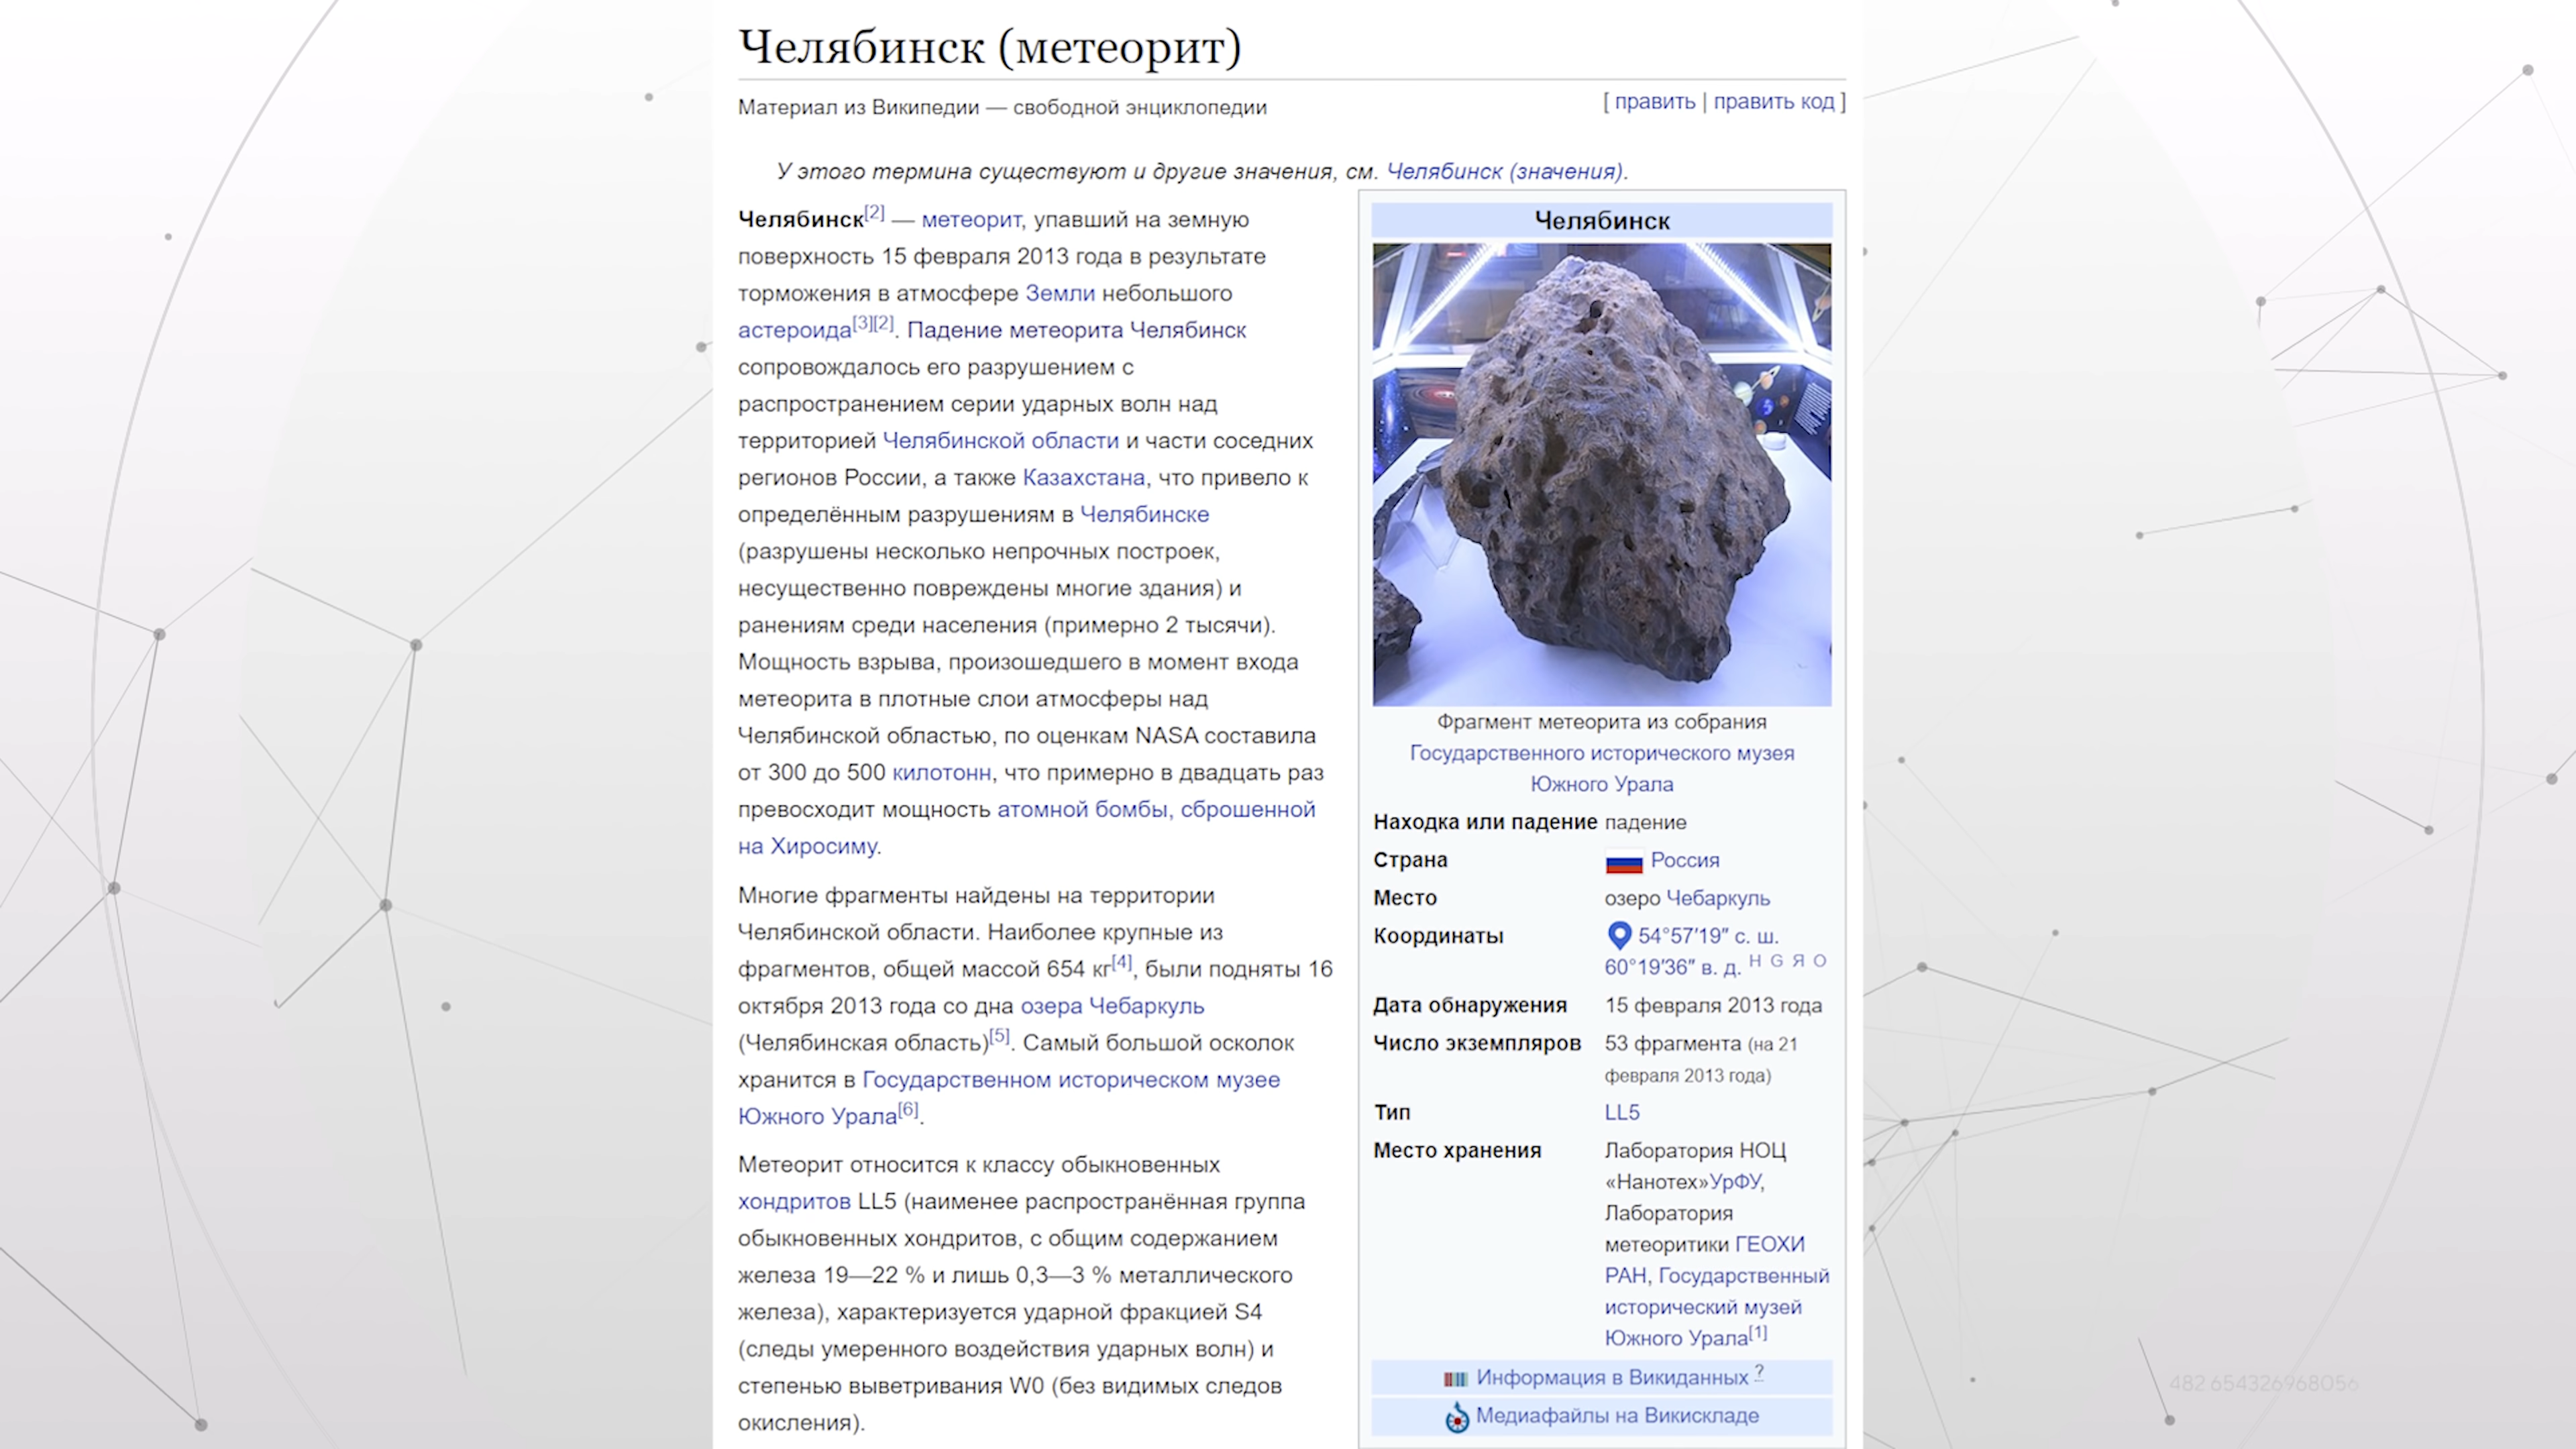 Челябинск (метеорит)
Материал из Википедии — свободной энциклопедии
[ править | править код ]
У этого термина существуют и другие значения, см. Челябинск (значения).
Челябинск[2] — метеорит, упавший на земную
поверхность 15 февраля 2013 года в результате
торможения в атмосфере Земли небольшого
астероида[3][2]. Падение метеорита Челябинск
сопровождалось его разрушением с
распространением серии ударных волн над
территорией Челябинской области и части соседних
регионов России, а также Казахстана, что привело к
определённым разрушениям в Челябинске
(разрушены несколько непрочных построек,
несущественно повреждены многие здания) и
ранениям среди населения (примерно 2 тысячи).
Мощность взрыва, произошедшего в момент входа
метеорита в плотные слои атмосферы над
Челябинской областью, по оценкам NASA составила
от 300 до 500 килотонн, что примерно в двадцать раз
превосходит мощность атомной бомбы, сброшенной
на Хиросиму.
Многие фрагменты найдены на территории
Челябинской области. Наиболее крупные из
фрагментов, общей массой 654 кг[4], были подняты 16
октября 2013 года со дна озера Чебаркуль
(Челябинская область)[5]. Самый большой осколок
хранится в Государственном историческом музее
Южного Урала[6].
Метеорит относится к классу обыкновенных
хондритов LL5 (наименее распространённая группа
обыкновенных хондритов, с общим содержанием
железа 19—22 % и лишь 0,3—3 % металлического
железа), характеризуется ударной фракцией S4
(следы умеренного воздействия ударных волн) и
степенью выветривания W0 (без видимых следов
окисления).
Челябинск
Фрагмент метеорита из собрания
Государственного исторического музея
Южного Урала
Находка или падение падение
Страна Россия
Место озеро Чебаркуль
Координаты 54°57′19″ с. ш.
60°19′36″ в. д. H G Я O
Дата обнаружения 15 февраля 2013 года
Число экземпляров 53 фрагмента (на 21
февраля 2013 года)
Тип LL5
Место хранения Лаборатория НОЦ
«Нанотех»УрФУ,
Лаборатория
метеоритики ГЕОХИ
РАН, Государственный
исторический музей
Южного Урала[1]
Информация в Викиданных ?
Медиафайлы на Викискладе
482 654326968056